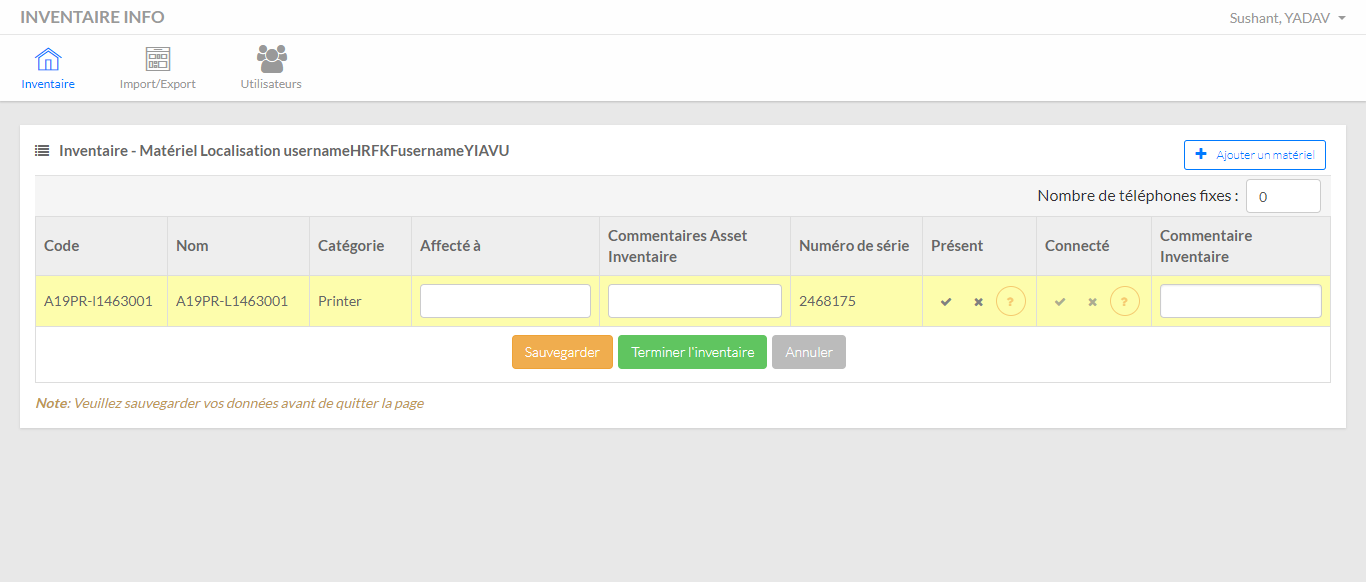 INVENTAIRE INFO
Sushant, YADAV
Inventaire
Import/Export
Utilisateurs
Inventaire - Matériel Localisation usernameHRFKFusernameYIAVU
Ajouter un matériel
Nombre de téléphones fixes :
0
Code
Nom
Catégorie
Affecté à
Commentaires Asset
Inventaire
Numéro de série
Présent
Connecté
Commentaire
Inventaire
A19PR-I1463001
A19PR-L1463001
Printer
2468175
?
?
Sauvegarder
Terminer l'inventaire
Annuler
Note: Veuillez sauvegarder vos données avant de quitter la page